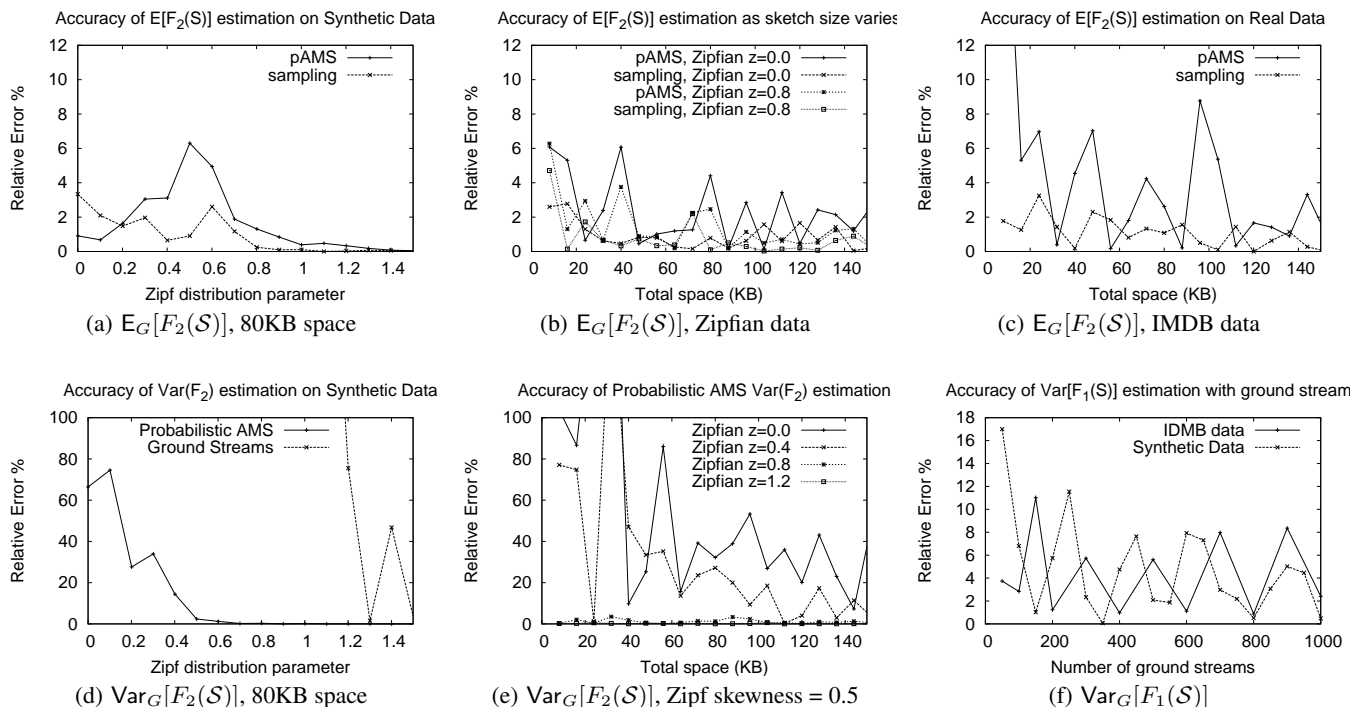 Accuracy of E[F2(S)] estimation on Synthetic Data
12
10
8
6
4
2
0
Relative Error %
pAMS
sampling
0 0.2 0.4 0.6 0.8 1 1.2 1.4
Zipf distribution parameter
(a) E_G[F_2(S)], 80KB space
Accuracy of E[F2(S)] estimation as sketch size varies
12
10
8
6
4
2
0
Relative Error %
pAMS, Zipfian z=0.0
sampling, Zipfian z=0.0
pAMS, Zipfian z=0.8
sampling, Zipfian z=0.8
0 20 40 60 80 100 120 140
Total space (KB)
(b) E_G[F_2(S)], Zipfian data
Accuracy of E[F2(S)] estimation on Real Data
12
10
8
6
4
2
0
Relative Error %
pAMS
sampling
0 20 40 60 80 100 120 140
Total space (KB)
(c) E_G[F_2(S)], IMDB data
Accuracy of Var(F2) estimation on Synthetic Data
100
80
60
40
20
0
Relative Error %
Probabilistic AMS
Ground Streams
0 0.2 0.4 0.6 0.8 1 1.2 1.4
Zipf distribution parameter
(d) Var_G[F_2(S)], 80KB space
Accuracy of Probabilistic AMS Var(F2) estimation
100
80
60
40
20
0
Relative Error %
Zipfian z=0.0
Zipfian z=0.4
Zipfian z=0.8
Zipfian z=1.2
0 20 40 60 80 100 120 140
Total space (KB)
(e) Var_G[F_2(S)], Zipf skewness = 0.5
Accuracy of Var[F1(S)] estimation with ground stream
18
16
14
12
10
8
6
4
2
0
Relative Error %
IDMB data
Synthetic Data
0 200 400 600 800 1000
Number of ground streams
(f) Var_G[F_1(S)]